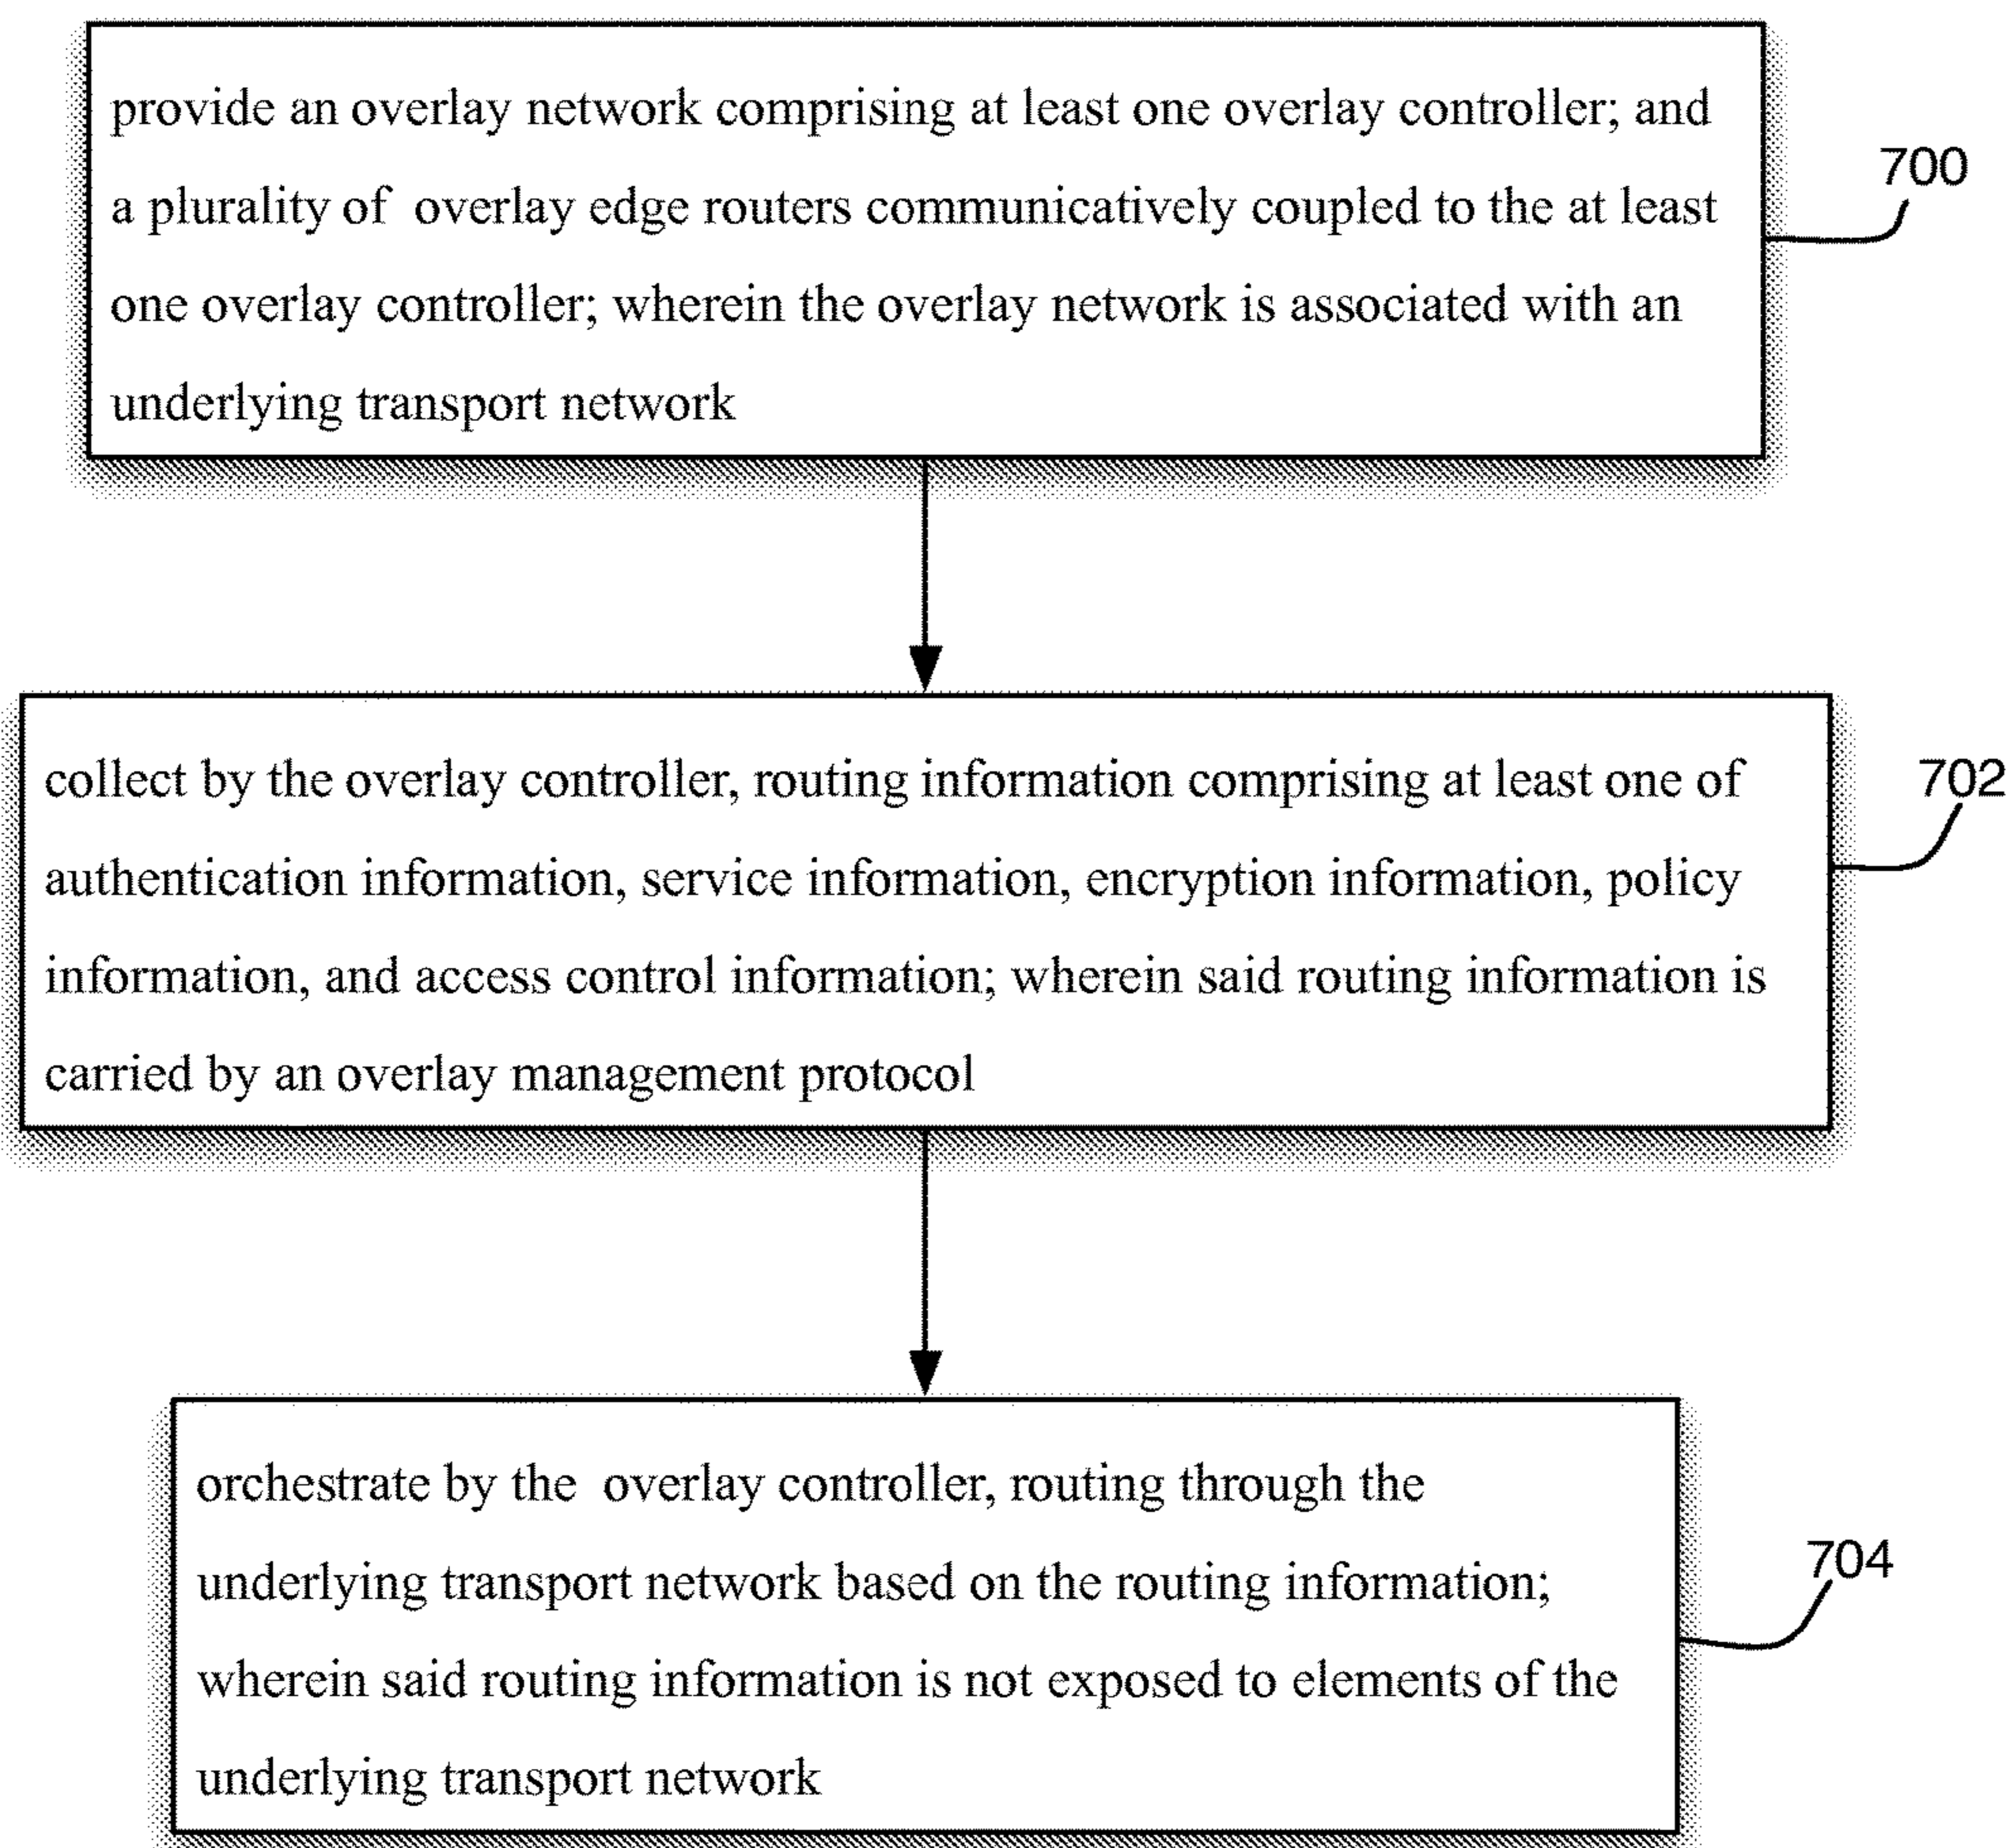 provide an overlay network comprising at least one overlay controller; and
a plurality of overlay edge routers communicatively coupled to the at least
one overlay controller; wherein the overlay network is associated with an
underlying transport network
700
collect by the overlay controller, routing information comprising at least one of
authentication information, service information, encryption information, policy
information, and access control information; wherein said routing information is
carried by an overlay management protocol
702
orchestrate by the overlay controller, routing through the
underlying transport network based on the routing information;
wherein said routing information is not exposed to elements of the
underlying transport network
704